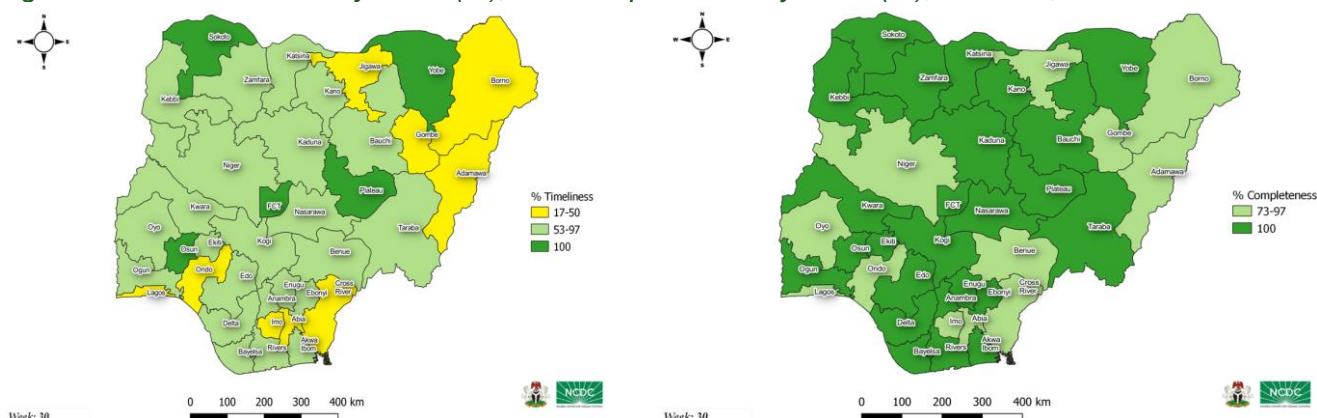 N
W E
S
Sokoto
Katsina
Jigawa
Yobe
Borno
Zamfara
Kano
Kebbi
Gombe
Kaduna
Bauchi
Niger
Adamawa
Plateau
FCT
Kwara
Nasarawa
Taraba
Oyo
Osun
Ekiti
Kogi
Benue
Ogun
Ondo
Edo
Enugu
Cross
River
Ebonyi
Anambra
Lagos
Delta
Imo
Abia
Bayelsa
Rivers
Akwa
Ibom
% Timeliness
17-50
53-97
100
NCDC
0 100 200 300 400 km
Week: 30
N
W E
S
Sokoto
Katsina
Jigawa
Yobe
Borno
Zamfara
Kano
Kebbi
Gombe
Kaduna
Bauchi
Niger
Adamawa
Plateau
FCT
Kwara
Nasarawa
Taraba
Oyo
Osun
Ekiti
Kogi
Benue
Ogun
Ondo
Edo
Enugu
Cross
River
Ebonyi
Anambra
Lagos
Delta
Imo
Abia
Bayelsa
Rivers
Akwa
Ibom
% Completeness
73-97
100
NCDC
0 100 200 300 400 km
Week: 30